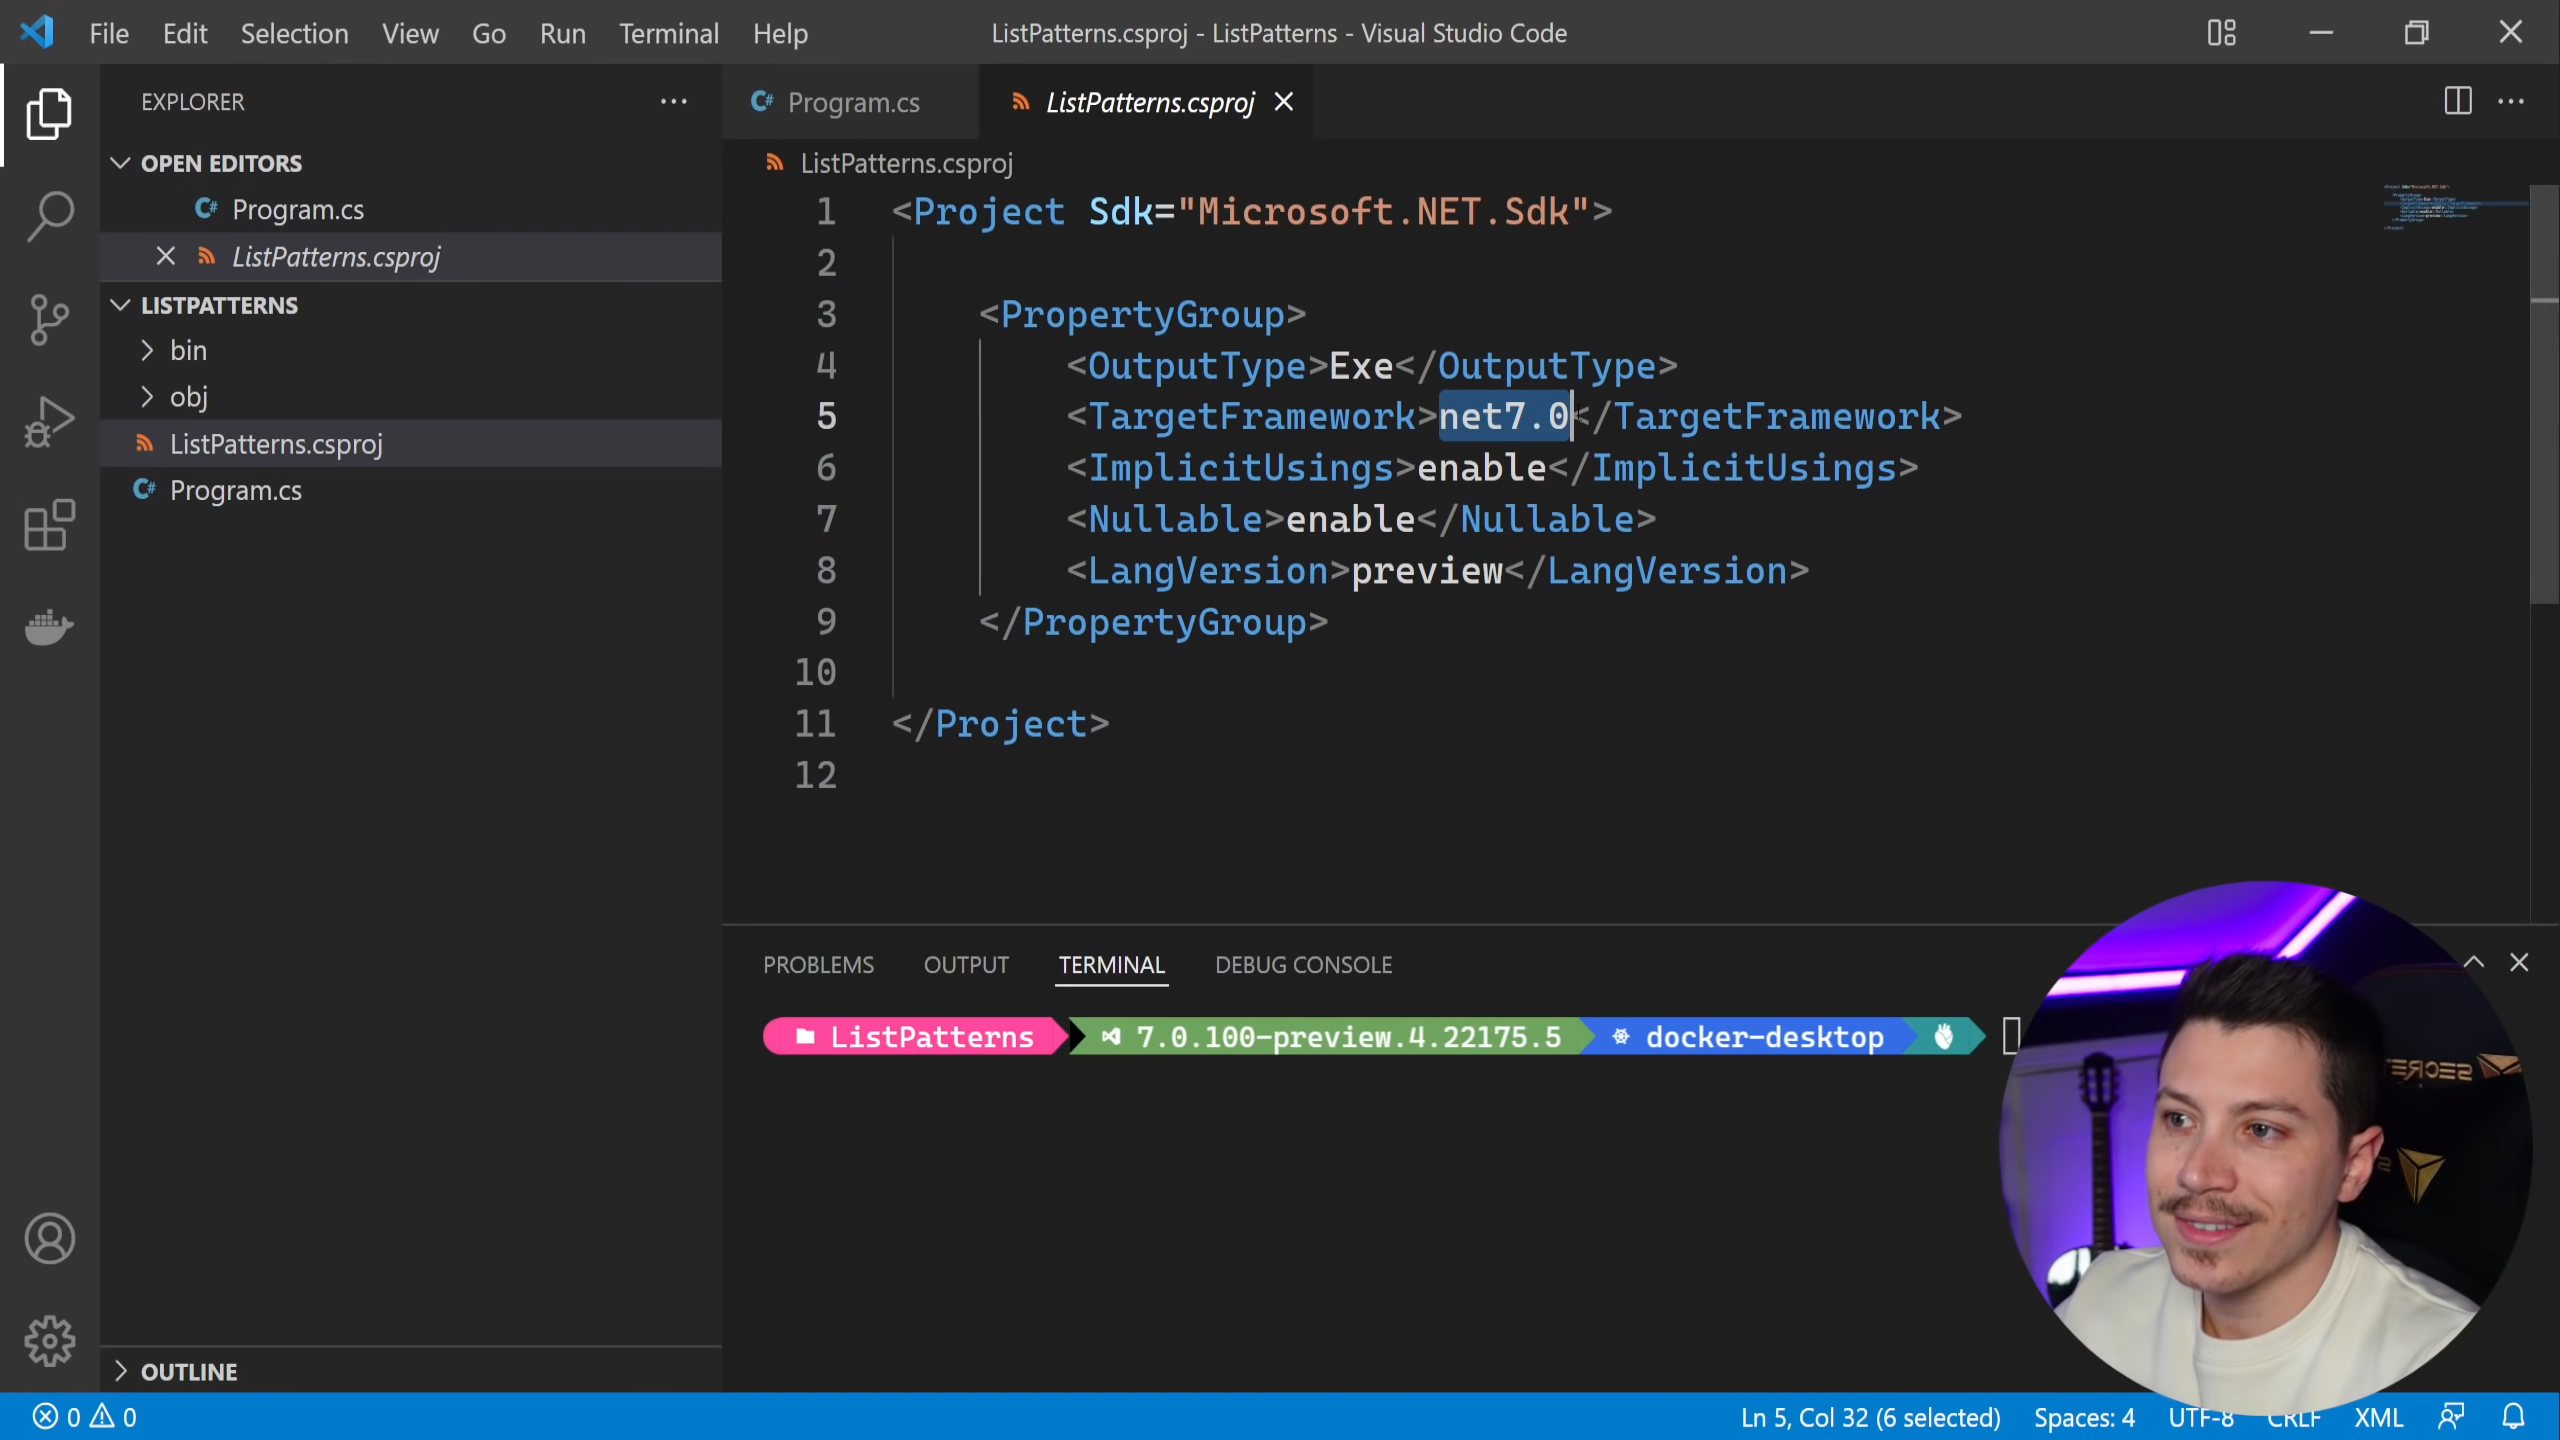 File Edit Selection View Go Run Terminal Help
ListPatterns.csproj - ListPatterns - Visual Studio Code
EXPLORER
OPEN EDITORS
Program.cs
ListPatterns.csproj
LISTPATTERNS
bin
obj
ListPatterns.csproj
Program.cs
OUTLINE
Program.cs
ListPatterns.csproj
ListPatterns.csproj
1 <Project Sdk="Microsoft.NET.Sdk">
2
3 <PropertyGroup>
4 <OutputType>Exe</OutputType>
5 <TargetFramework>net7.0</TargetFramework>
6 <ImplicitUsings>enable</ImplicitUsings>
7 <Nullable>enable</Nullable>
8 <LangVersion>preview</LangVersion>
9 </PropertyGroup>
10
11 </Project>
12
PROBLEMS OUTPUT TERMINAL DEBUG CONSOLE
ListPatterns 7.0.100-preview.4.22175.5 docker-desktop
SECRE
0 0
Ln 5, Col 32 (6 selected) Spaces: 4 UTF-8 CRLF XML